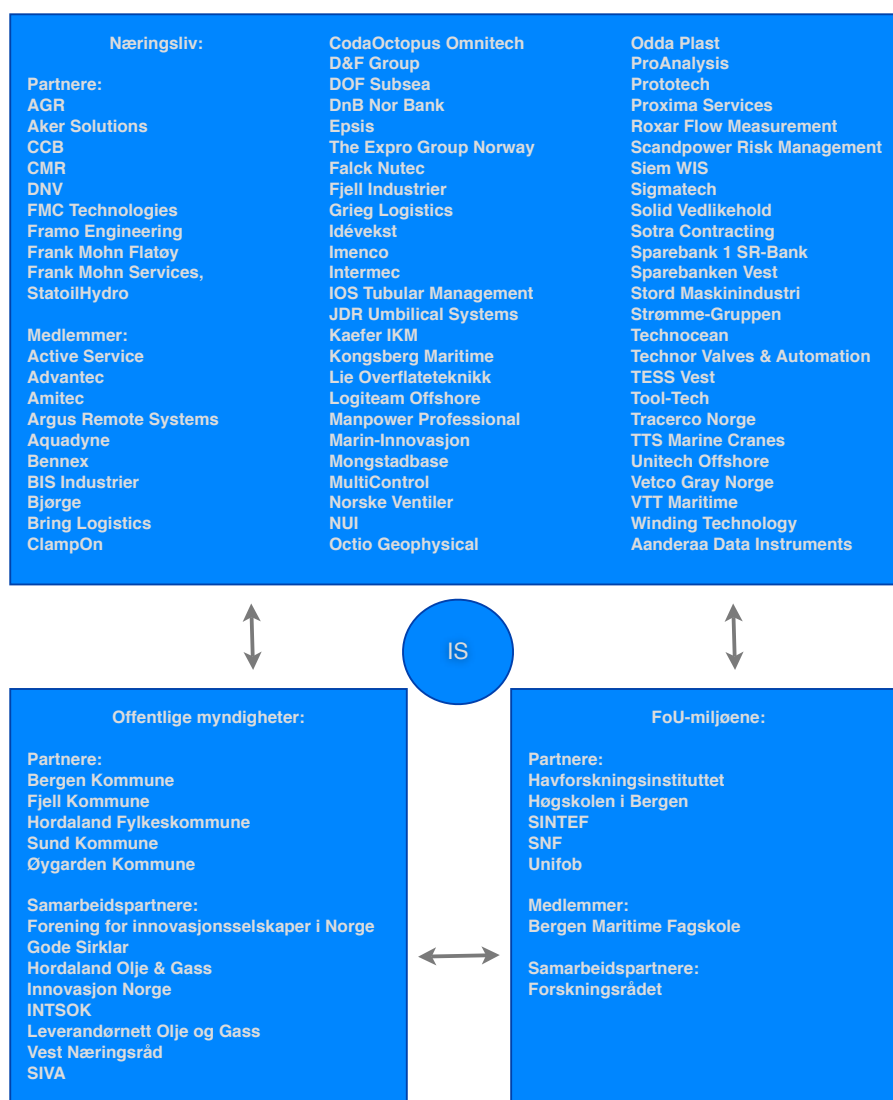 Næringsliv:
Partnere:
AGR
Aker Solutions
CCB
CMR
DNV
FMC Technologies
Framo Engineering
Frank Mohn Flatøy
Frank Mohn Services,
StatoilHydro
Medlemmer:
Active Service
Advantec
Amitec
Argus Remote Systems
Aquadyne
Bennex
BIS Industrier
Bjørge
Bring Logistics
ClampOn
CodaOctopus Omnitech
D&F Group
DOF Subsea
DnB Nor Bank
Epsis
The Expro Group Norway
Falck Nutec
Fjell Industrier
Grieg Logistics
Idévekst
Imenco
Intermec
IOS Tubular Management
JDR Umbilical Systems
Kaefer IKM
Kongsberg Maritime
Lie Overflateteknikk
Logiteam Offshore
Manpower Professional
Marin-Innovasjon
Mongstadbase
MultiControl
Norske Ventiler
NUI
Octio Geophysical
Odda Plast
ProAnalysis
Prototech
Proxima Services
Roxar Flow Measurement
Scandpower Risk Management
Siem WIS
Sigmatech
Solid Vedlikehold
Sotra Contracting
Sparebank 1 SR-Bank
Sparebanken Vest
Stord Maskinindustri
Strømme-Gruppen
Technocean
Technor Valves & Automation
TESS Vest
Tool-Tech
Tracerco Norge
TTS Marine Cranes
Unitech Offshore
Vetco Gray Norge
VTT Maritime
Winding Technology
Aanderaa Data Instruments
IS
Offentlige myndigheter:
Partnere:
Bergen Kommune
Fjell Kommune
Hordaland Fylkeskommune
Sund Kommune
Øygarden Kommune
Samarbeidspartnere:
Forening for innovasjonsselskaper i Norge
Gode Sirklar
Hordaland Olje & Gass
Innovasjon Norge
INTSOK
Leverandørnett Olje og Gass
Vest Næringsråd
SIVA
FoU-miljøene:
Partnere:
Havforskningsinstituttet
Høgskolen i Bergen
SINTEF
SNF
Unifob
Medlemmer:
Bergen Maritime Fagskole
Samarbeidspartnere:
Forskningsrådet